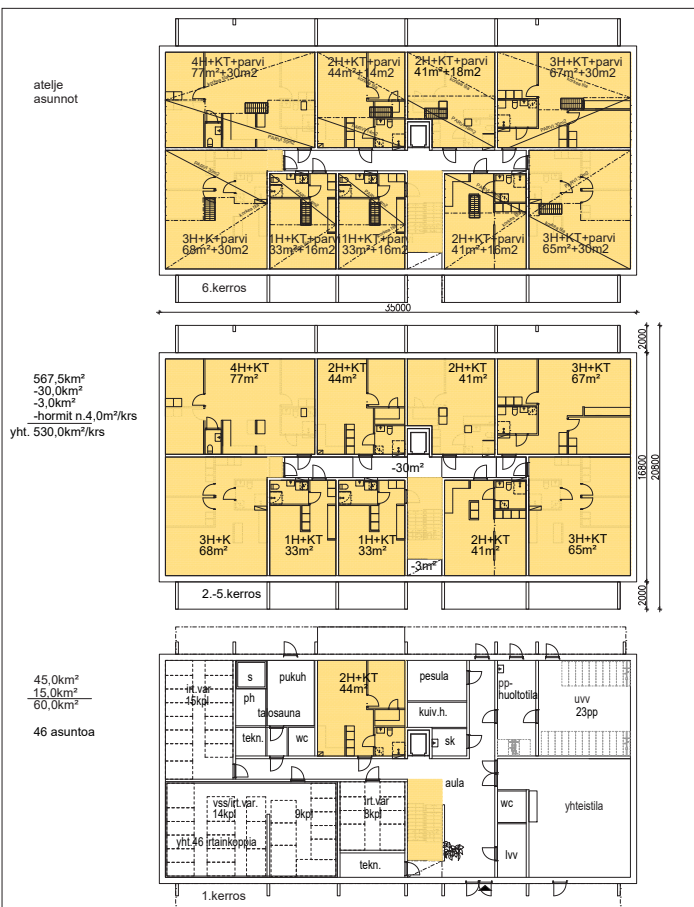 atelje
asunnot
4H+KT+parvi
77m²+30m2
2H+KT+parvi
44m²+14m2
2H+KT+parvi
41m²+18m2
3H+KT+parvi
67m²+30m2
3H+K+parvi
68m²+30m2
1H+KT+parvi
33m²+16m2
1H+KT+parvi
33m²+16m2
2H+KT+parvi
41m²+16m2
3H+KT+parvi
65m²+30m2
6.kerros
35000
567,5km²
-30,0km²
-3,0km²
-hormit n.4,0m²/krs
yht. 530,0km²/krs
4H+KT
77m²
2H+KT
44m²
2H+KT
41m²
3H+KT
67m²
-30m²
3H+K
68m²
1H+KT
33m²
1H+KT
33m²
2H+KT
41m²
3H+KT
65m²
-3m²
2.-5.kerros
2000
16800
20800
2000
45,0km²
15,0km²
60,0km²
46 asuntoa
irt.var
15kpl
s
pukuh
ph
talosauna
tekn.
wc
2H+KT
44m²
pesula
kuiv.h.
sk
pp-
huoltotila
uvv
23pp
vss/irt.var.
14kpl
9kpl
yht.46 irtainkoppia
irt.var
8kpl
tekn.
aula
wc
lvv
yhteistila
1.kerros